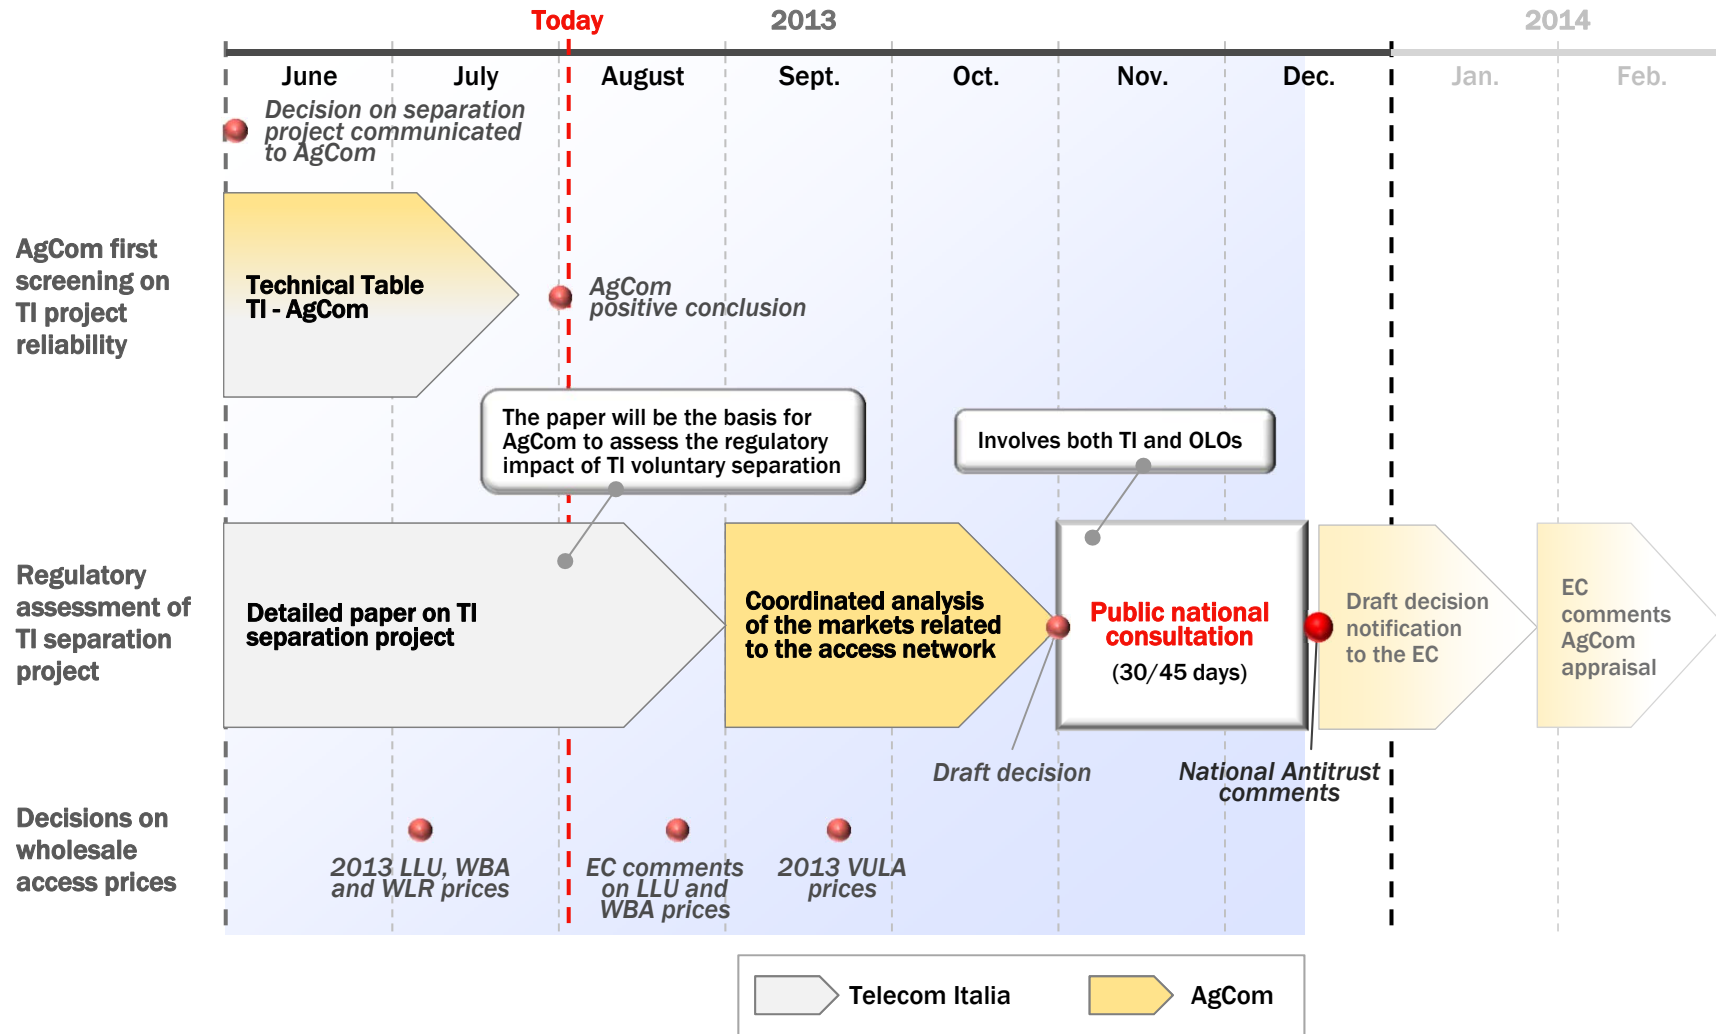 Today
2013
2014
June
July
August
Sept.
Oct.
Nov.
Dec.
Jan.
Feb.
Decision on separation
project communicated
to AgCom
AgCom first
screening on
TI project
reliability
Technical Table
TI - AgCom
AgCom
positive conclusion
The paper will be the basis for
AgCom to assess the regulatory
impact of TI voluntary separation
Involves both TI and OLOs
Regulatory
assessment of
TI separation
project
Detailed paper on TI
separation project
Coordinated analysis
of the markets related
to the access network
Public national
consultation
(30/45 days)
Draft decision
notification
to the EC
EC
comments
AgCom
appraisal
Draft decision
National Antitrust
comments
Decisions on
wholesale
access prices
2013 LLU, WBA
and WLR prices
EC comments
on LLU and
WBA prices
2013 VULA
prices
Telecom Italia
AgCom